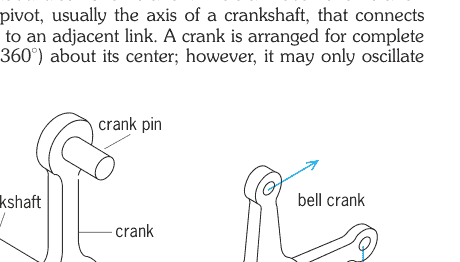 pivot, usually the axis of a crankshaft, that connects
to an adjacent link. A crank is arranged for complete
360°) about its center; however, it may only oscillate
crank pin
kshaft
bell crank
crank